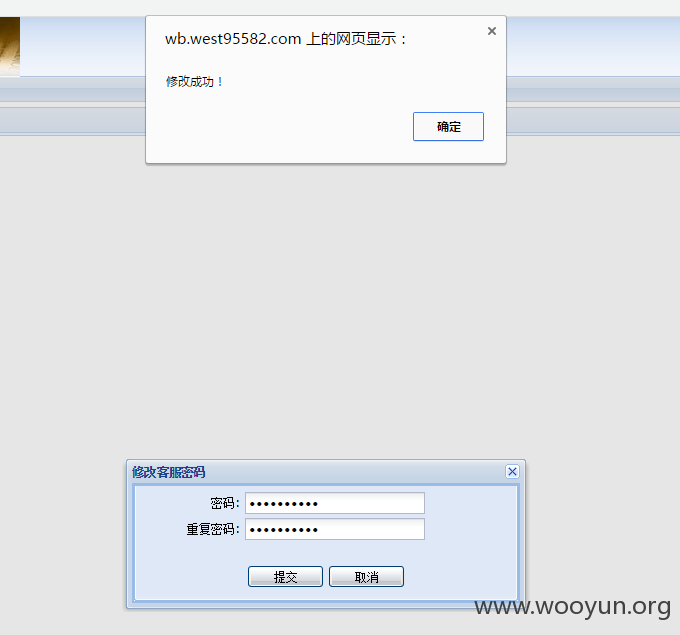 wb.west95582.com 上的网页显示：
修改成功！
确定
修改客服密码
密码：
重复密码：
提交 取消
www.wooyun.org